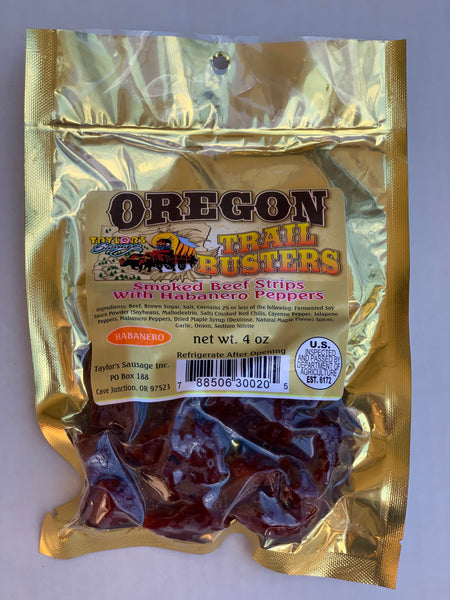 OREGON
TAYLOR'S
Sausage
TRAIL
BUSTERS
Smoked Beef Strips
With Habanero Peppers
Ingredients: Beef, Brown Sugar, Salt, Contains 2% or less of the following: Fermented Soy
Sauce Powder (Soybeans, Maltodextrin, Salt) Crushed Red Chilis, Cayenne Pepper, Jalapeno
Peppers, Habanero Peppers, Dried Maple Syrup (Dextrose, Natural Maple Flavor) Spices,
Garlic, Onion, Sodium Nitrite
HABANERO
net wt. 4 oz
Refrigerate After Opening
Taylor's Sausage Inc.
PO Box 188
Cave Junction, OR 97523
7 88506 30020 5
U.S.
INSPECTED
AND PASSED BY
DEPARTMENT OF
AGRICULTURE
EST. 6172